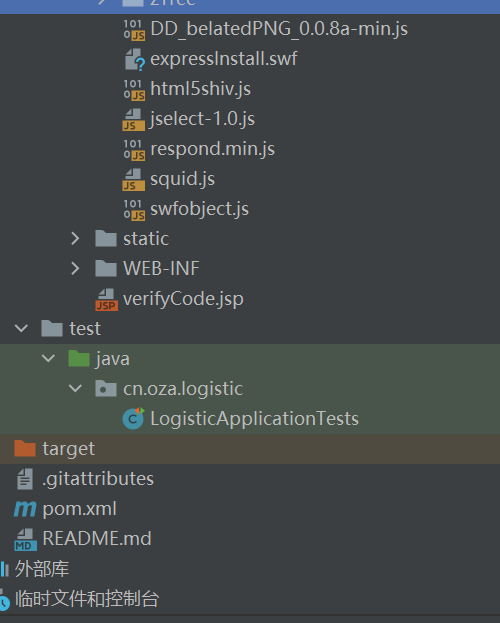 DD_belatedPNG_0.0.8a-min.js
expressInstall.swf
html5shiv.js
jselect-1.0.js
respond.min.js
squid.js
swfobject.js
static
WEB-INF
verifyCode.jsp
test
java
cn.oza.logistic
LogisticApplicationTests
target
.gitattributes
pom.xml
README.md
外部库
临时文件和控制台